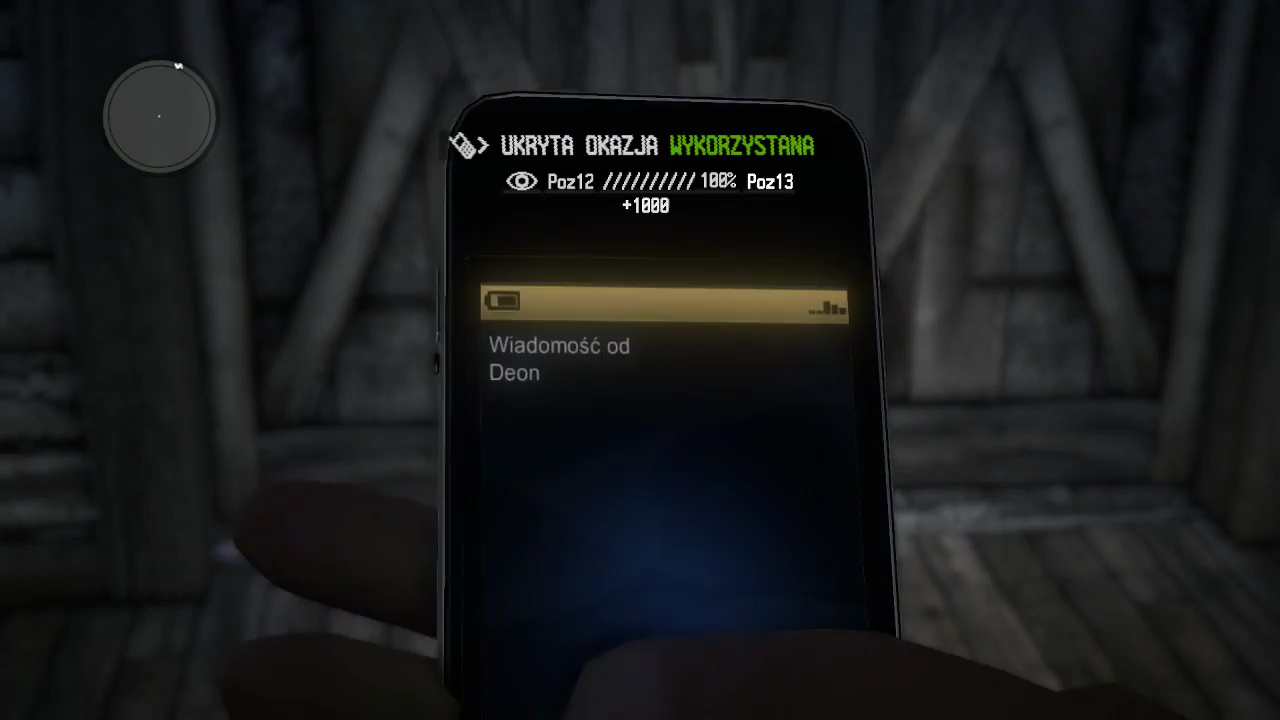 UKRYTA OKAZJA WYKORZYSTANA
Poz12 ////////// 100% Poz13
+1000
Wiadomość od
Deon